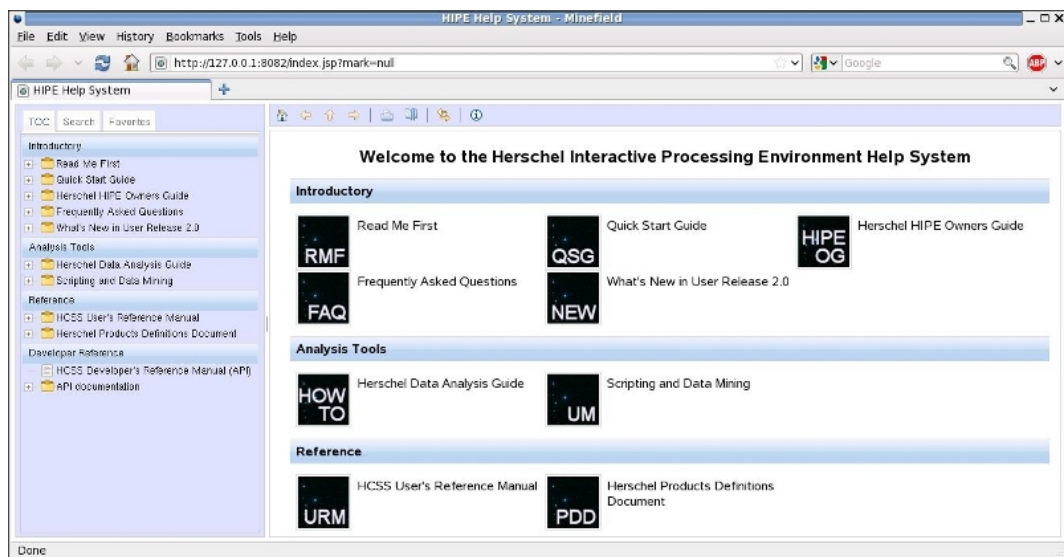 HIPE Help System - Minefield
File Edit View History Bookmarks Tools Help
http://127.0.0.1:8082/index.jsp?mark=null
Google
ABP
HIPE Help System
TOC Search Favorites
Introductory
Read Me First
Quick Start Guide
Herschel HIPE Owners Guide
Frequently Asked Questions
What's New in User Release 2.0
Analysis Tools
Herschel Data Analysis Guide
Scripting and Data Mining
Reference
HCSS User's Reference Manual
Herschel Products Definitions Document
Developer Reference
HCSS Developer's Reference Manual (API)
API documentation
Welcome to the Herschel Interactive Processing Environment Help System
Introductory
RMF
Read Me First
QSG
Quick Start Guide
HIPE
OG
Herschel HIPE Owners Guide
FAQ
Frequently Asked Questions
NEW
What's New in User Release 2.0
Analysis Tools
HOW
TO
Herschel Data Analysis Guide
UM
Scripting and Data Mining
Reference
URM
HCSS User's Reference Manual
PDD
Herschel Products Definitions
Document
Done